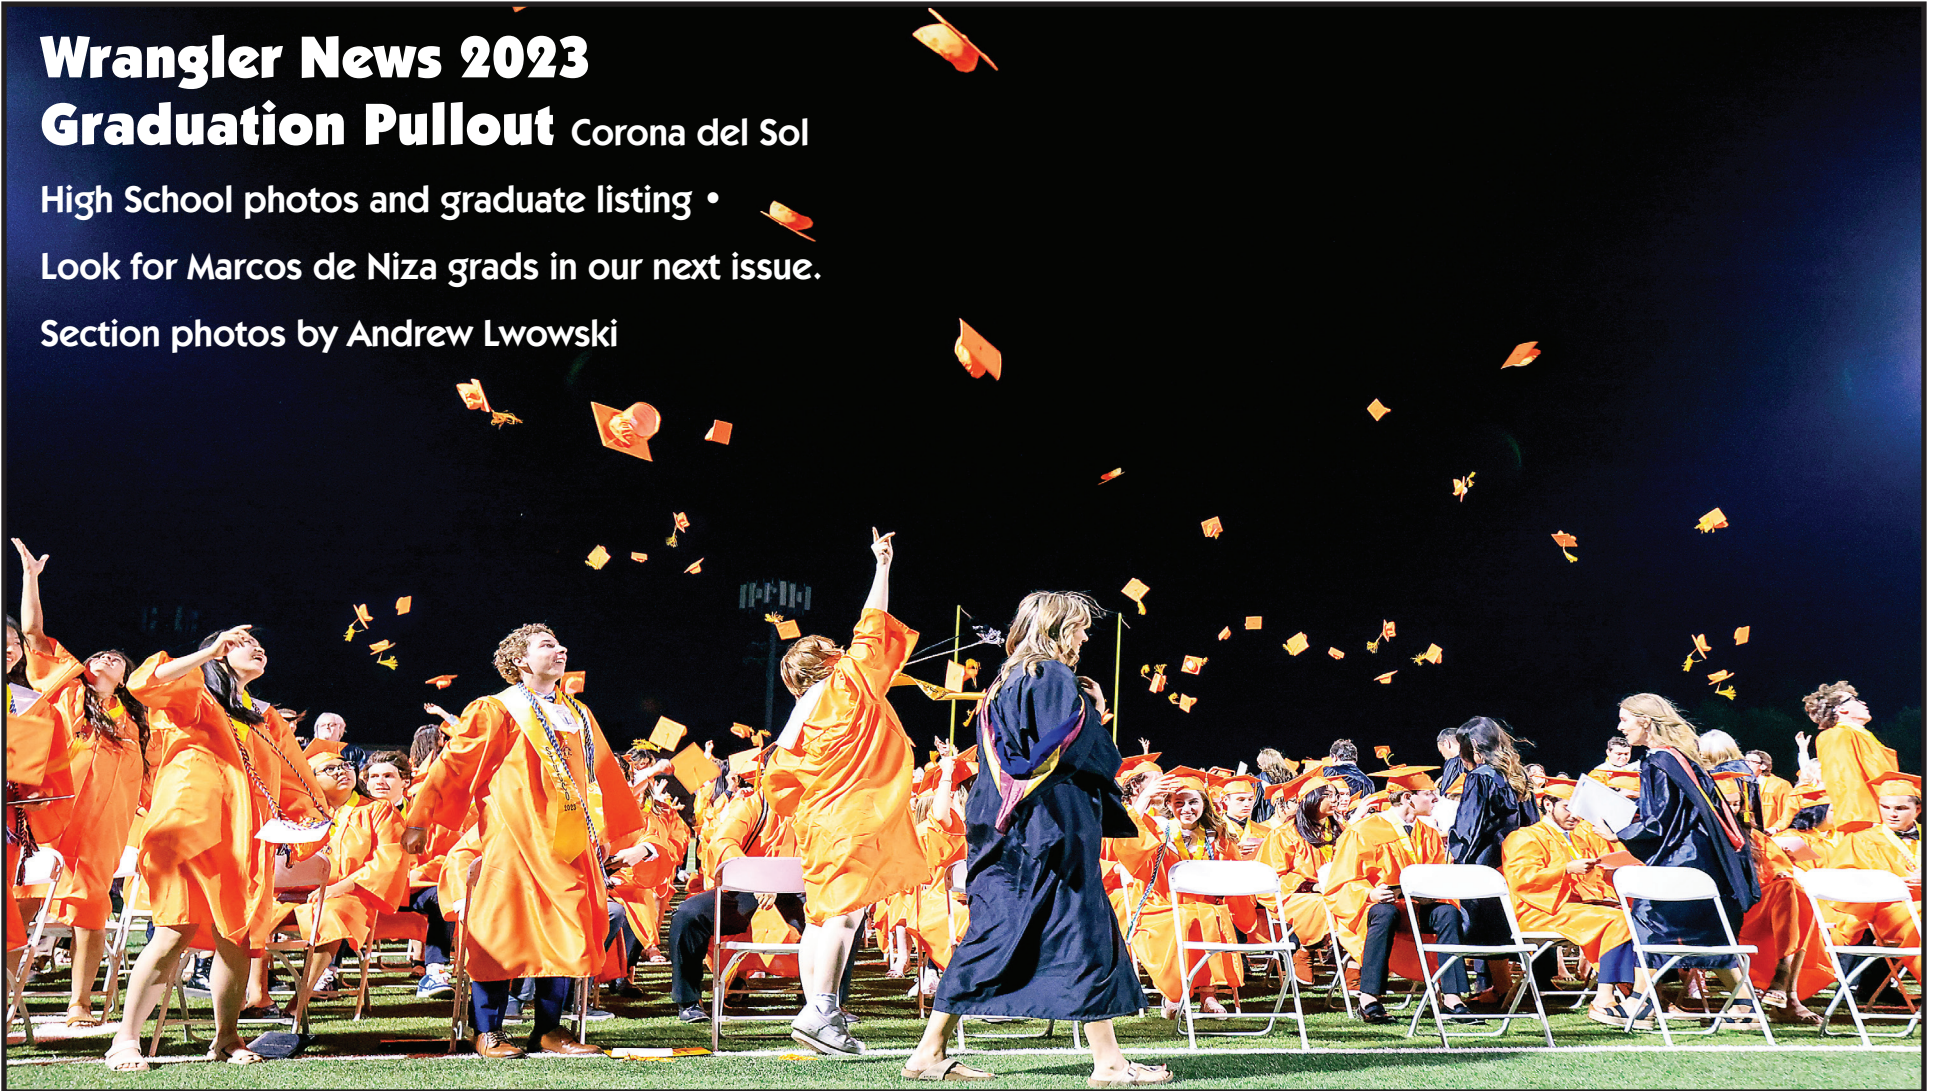 Wrangler News 2023
Graduation Pullout Corona del Sol
High School photos and graduate listing •
Look for Marcos de Niza grads in our next issue.
Section photos by Andrew Lwowski
2023